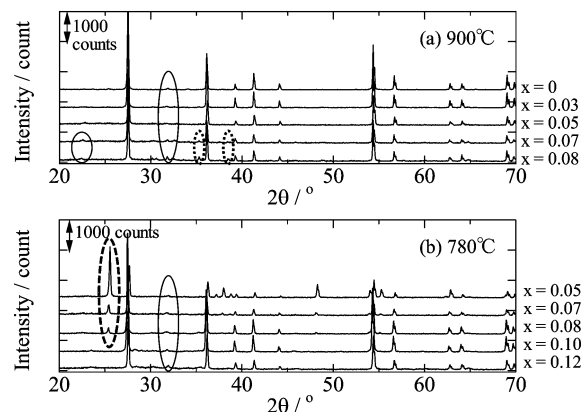 1000
counts
(a) 900℃
Intensity / count
x = 0
x = 0.03
x = 0.05
x = 0.07
x = 0.08
20 30 40 50 60 70
2θ / °
1000 counts
(b) 780℃
Intensity / count
x = 0.05
x = 0.07
x = 0.08
x = 0.10
x = 0.12
20 30 40 50 60 70
2θ / °